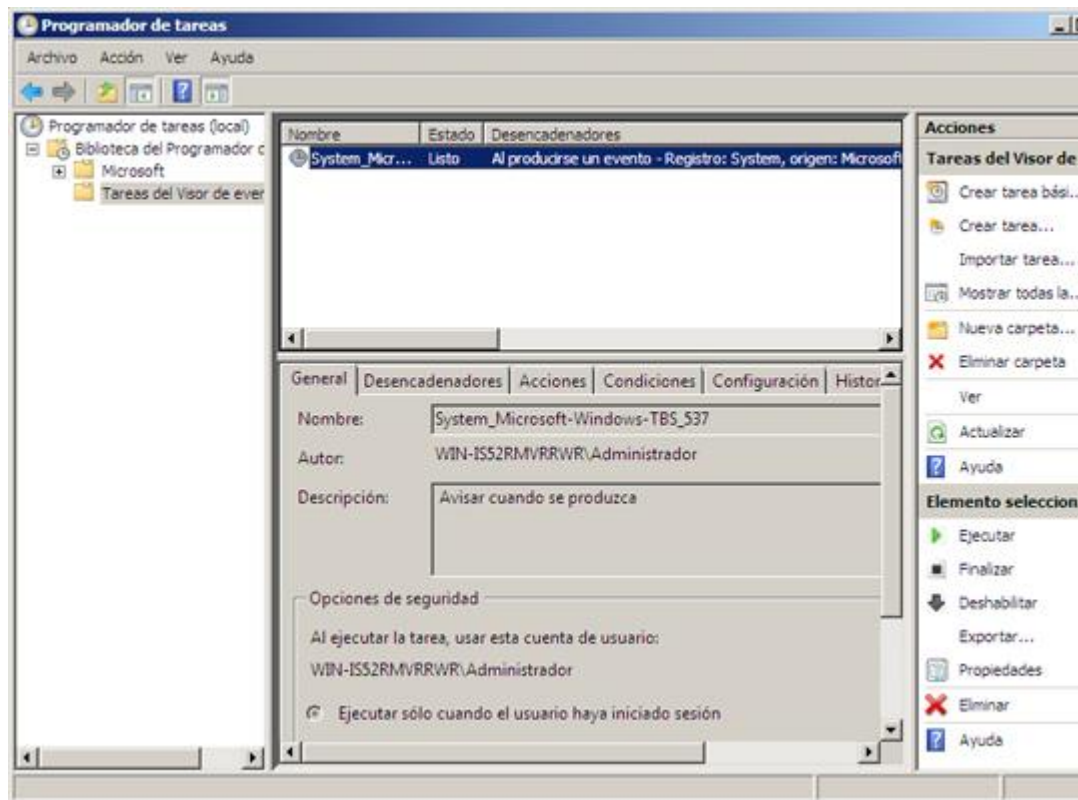 Programador de tareas
Archivo Acción Ver Ayuda
Programador de tareas (local)
Biblioteca del Programador c
Microsoft
Tareas del Visor de ever
Nombre Estado Desencadenadores
System_Micr... Listo Al producirse un evento - Registro: System, origen: Microsoft
General Desencadenadores Acciones Condiciones Configuración Histor
Nombre: System_Microsoft-Windows-TBS_537
Autor: WIN-IS52RMVRRWR\Administrador
Descripción: Avisar cuando se produzca
Opciones de seguridad
Al ejecutar la tarea, usar esta cuenta de usuario:
WIN-IS52RMVRRWR\Administrador
Ejecutar sólo cuando el usuario haya iniciado sesión
Acciones
Tareas del Visor de
Crear tarea bási...
Crear tarea...
Importar tarea...
Mostrar todas la...
Nueva carpeta...
Eliminar carpeta
Ver
Actualizar
Ayuda
Elemento seleccion
Ejecutar
Finalizar
Deshabilitar
Exportar...
Propiedades
Eliminar
Ayuda